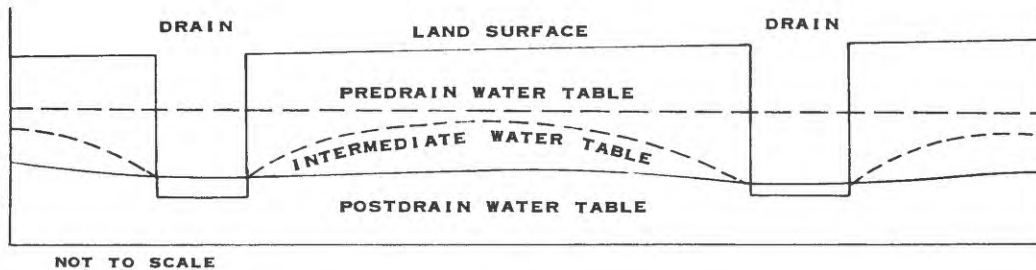 DRAIN
LAND SURFACE
DRAIN
PREDRAIN WATER TABLE
INTERMEDIATE WATER TABLE
POSTDRAIN WATER TABLE
NOT TO SCALE